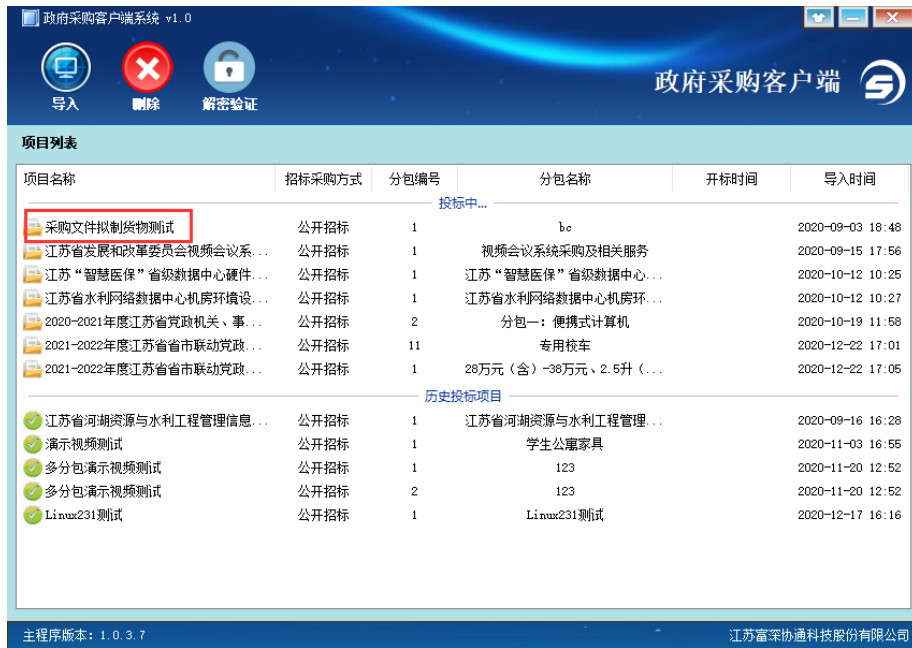 政府采购客户端系统 v1.0
导入 删除 解密验证
政府采购客户端
项目列表
项目名称 招标采购方式 分包编号 分包名称 开标时间 导入时间
投标中...
采购文件拟制货物测试 公开招标 1 bc 2020-09-03 18:48
江苏省发展和改革委员会视频会议系... 公开招标 1 视频会议系统采购及相关服务 2020-09-15 17:56
江苏“智慧医保”省级数据中心硬件... 公开招标 1 江苏“智慧医保”省级数据中心... 2020-10-12 10:25
江苏省水利网络数据中心机房环境设... 公开招标 1 江苏省水利网络数据中心机房环... 2020-10-12 10:27
2020-2021年度江苏省党政机关、事... 公开招标 2 分包一：便携式计算机 2020-10-19 11:58
2021-2022年度江苏省省市联动党政... 公开招标 11 专用校车 2020-12-22 17:01
2021-2022年度江苏省省市联动党政... 公开招标 1 28万元（含）-38万元、2.5升（... 2020-12-22 17:05
历史投标项目
江苏省河湖资源与水利工程管理信息... 公开招标 1 江苏省河湖资源与水利工程管理... 2020-09-16 16:28
演示视频测试 公开招标 1 学生公寓家具 2020-11-03 16:55
多分包演示视频测试 公开招标 1 123 2020-11-20 12:52
多分包演示视频测试 公开招标 2 123 2020-11-20 12:52
Linux231测试 公开招标 1 Linux231测试 2020-12-17 16:16
主程序版本：1.0.3.7 江苏富深协通科技股份有限公司